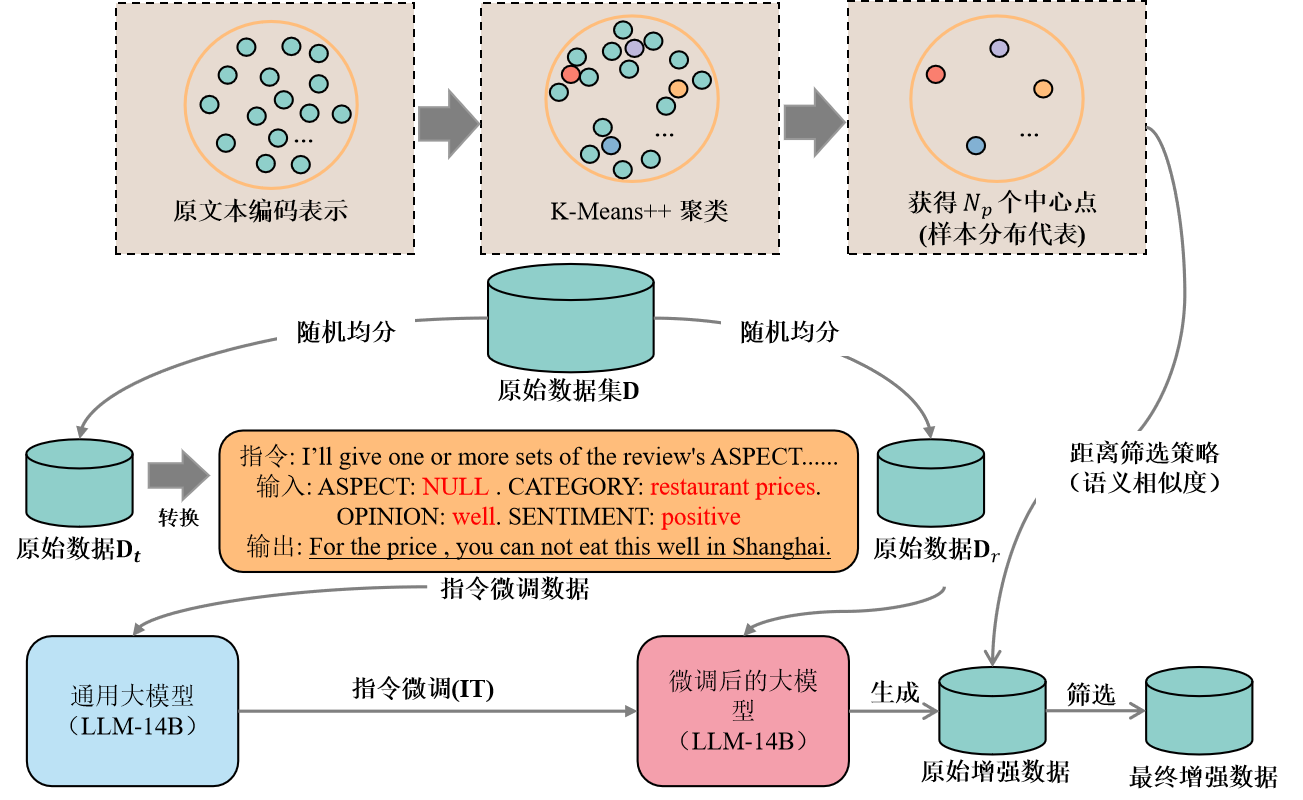 ...
...
...
原文本编码表示
K-Means++ 聚类
获得 Nₚ 个中心点
(样本分布代表)
随机均分
随机均分
原始数据集D
距离筛选策略
（语义相似度）
指令: I’ll give one or more sets of the review's ASPECT......
输入: ASPECT: NULL . CATEGORY: restaurant prices.
OPINION: well. SENTIMENT: positive
输出: For the price , you can not eat this well in Shanghai.
转换
原始数据Dₜ
原始数据Dᵣ
指令微调数据
通用大模型
（LLM-14B）
指令微调(IT)
微调后的大模
型
（LLM-14B）
生成
筛选
原始增强数据
最终增强数据